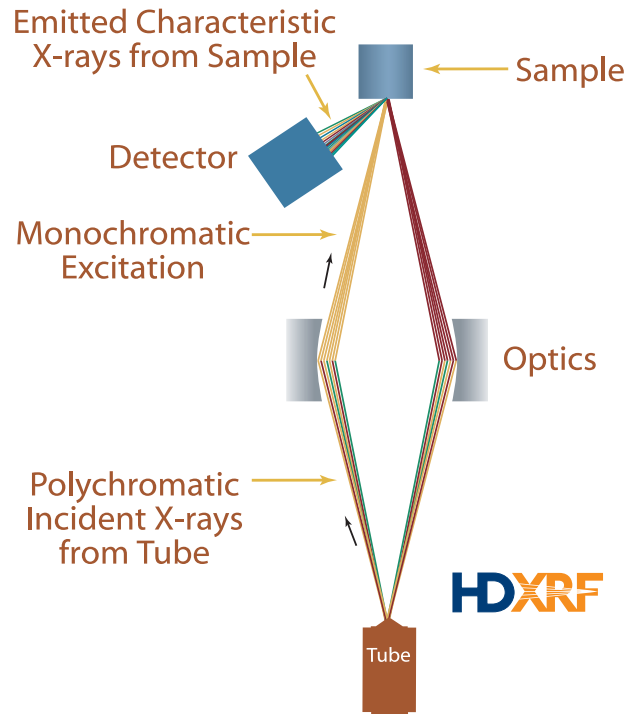 Emitted Characteristic
X-rays from Sample
Sample
Detector
Monochromatic
Excitation
Optics
Polychromatic
Incident X-rays
from Tube
HDXRF
Tube